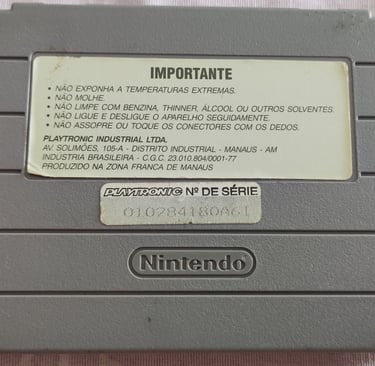 IMPORTANTE
• NÃO EXPONHA A TEMPERATURAS EXTREMAS.
• NÃO MOLHE.
• NÃO LIMPE COM BENZINA, THINNER, ÁLCOOL OU OUTROS SOLVENTES.
• NÃO LIGUE E DESLIGUE O APARELHO SEGUIDAMENTE.
• NÃO ASSOPRE OU TOQUE OS CONECTORES COM OS DEDOS.
PLAYTRONIC INDUSTRIAL LTDA.
AV. SOLIMÕES, 105-A - DISTRITO INDUSTRIAL - MANAUS - AM
INDÚSTRIA BRASILEIRA - C.G.C. 23.010.804/0001-77
PRODUZIDO NA ZONA FRANCA DE MANAUS
PLAYTRONIC Nº DE SÉRIE
010284180A61
Nintendo